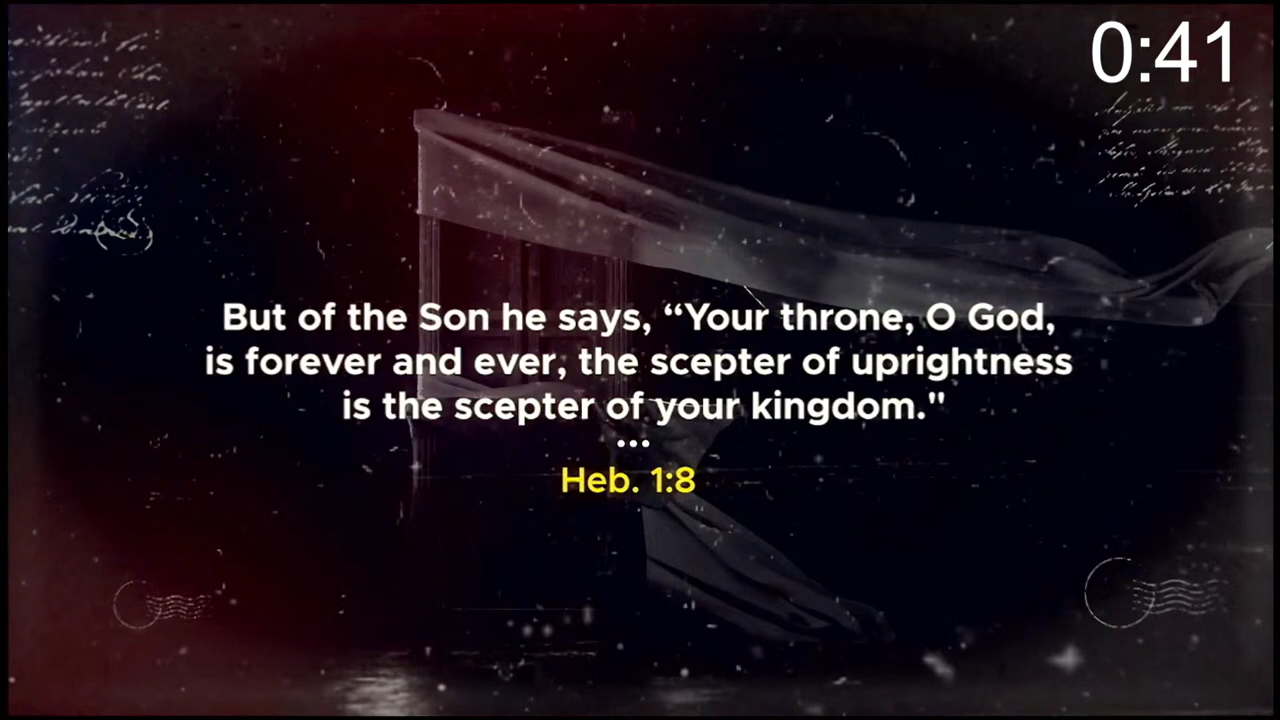 0:41
But of the Son he says, “Your throne, O God,
is forever and ever, the scepter of uprightness
is the scepter of your kingdom."
...
Heb. 1:8